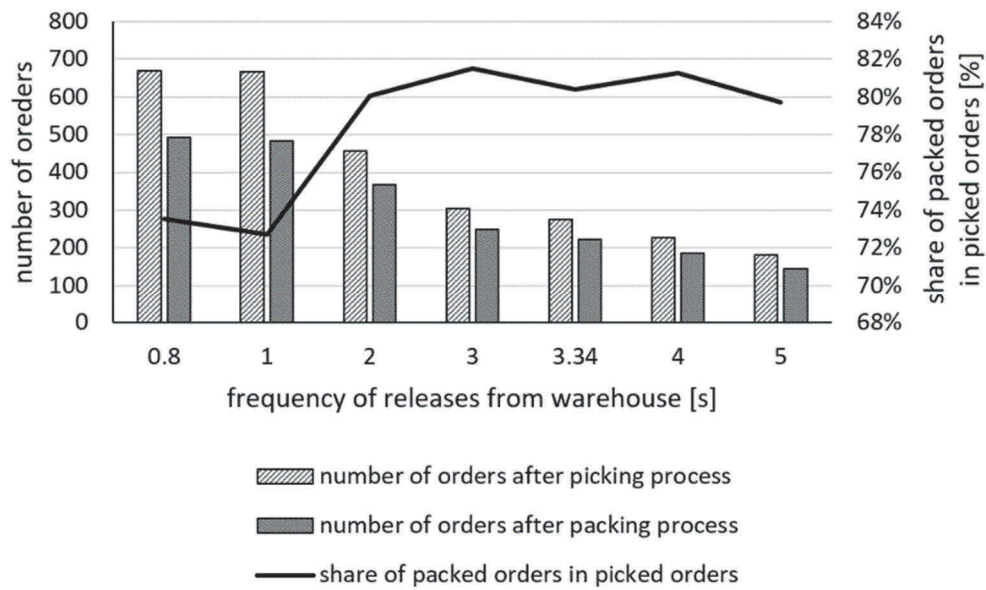 800
700
600
500
400
300
200
100
0
number of oreders
84%
82%
80%
78%
76%
74%
72%
70%
68%
share of packed orders
in picked orders [%]
0.8 1 2 3 3.34 4 5
frequency of releases from warehouse [s]
number of orders after picking process
number of orders after packing process
share of packed orders in picked orders